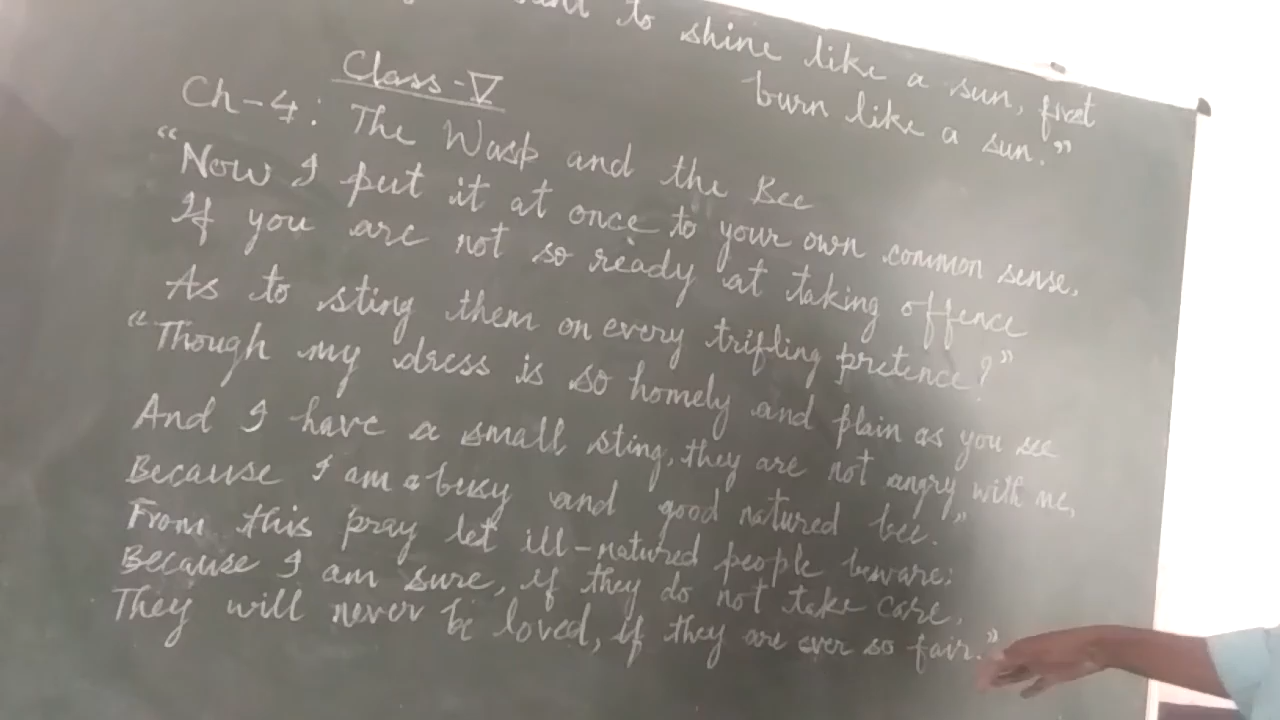 to shine like a sun, first
burn like a sun."
Class-V
Ch-4: The Wasp and the Bee
"Now I put it at once to your own common sense,
If you are not so ready at taking offence
As to sting them on every trifling pretence?"
"Though my dress is so homely and plain as you see
And I have a small sting, they are not angry with me,
Because I am a busy and good natured bee."
From this pray let ill-natured people beware;
Because I am sure, if they do not take care,
They will never be loved, if they are ever so fair."